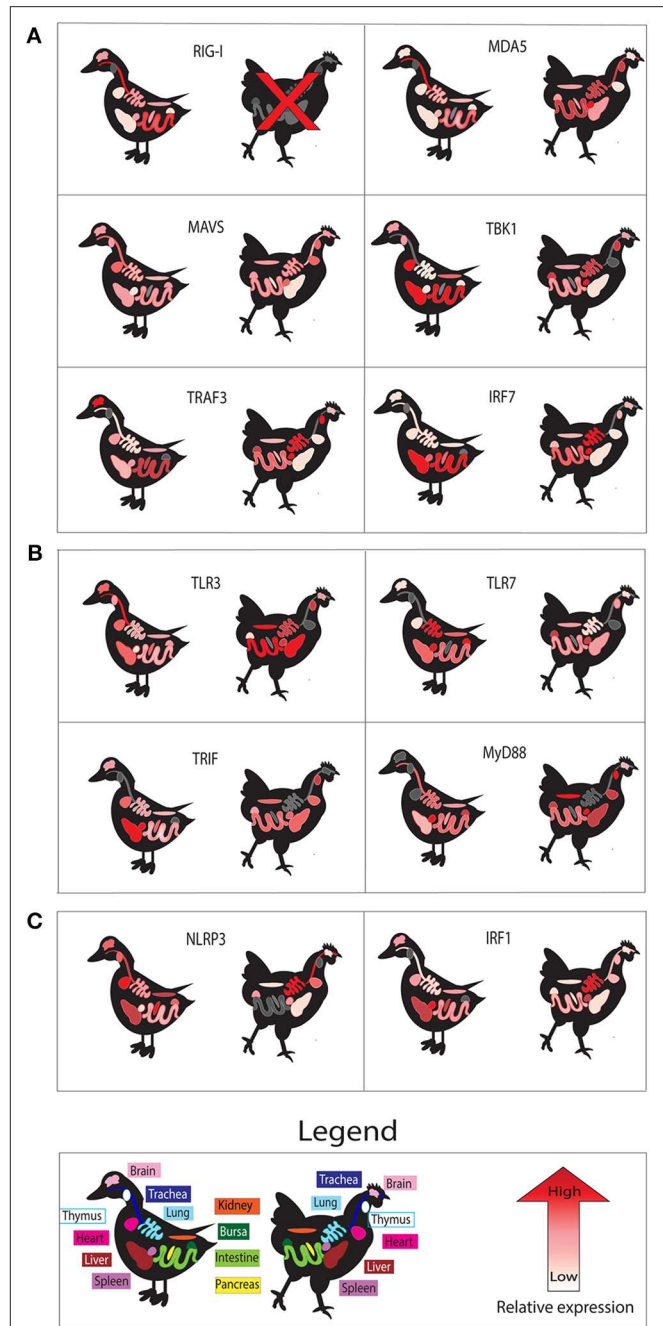 A
RIG-I
MDA5
MAVS
TBK1
TRAF3
IRF7
B
TLR3
TLR7
TRIF
MyD88
C
NLRP3
IRF1
Legend
Brain
Trachea
Thymus
Lung
Heart
Liver
Spleen
Kidney
Bursa
Intestine
Pancreas
Trachea
Brain
Lung
Thymus
Heart
Liver
Spleen
High
Low
Relative expression